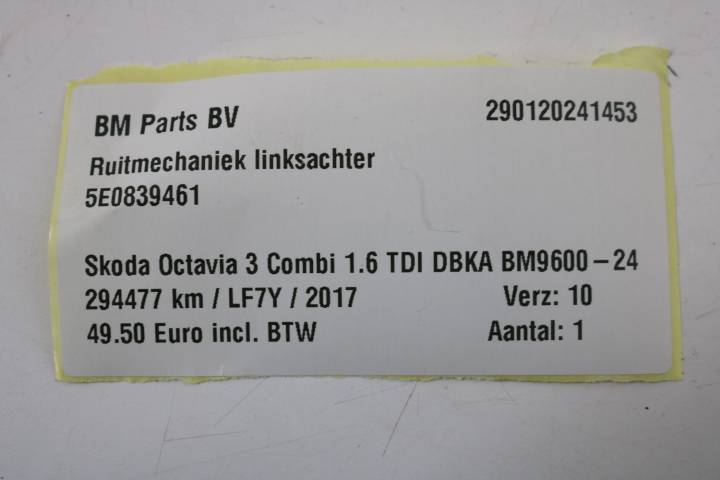 BM Parts BV 290120241453
Ruitmechaniek linksachter
5E0839461
Skoda Octavia 3 Combi 1.6 TDI DBKA BM9600-24
294477 km / LF7Y / 2017 Verz: 10
49.50 Euro incl. BTW Aantal: 1